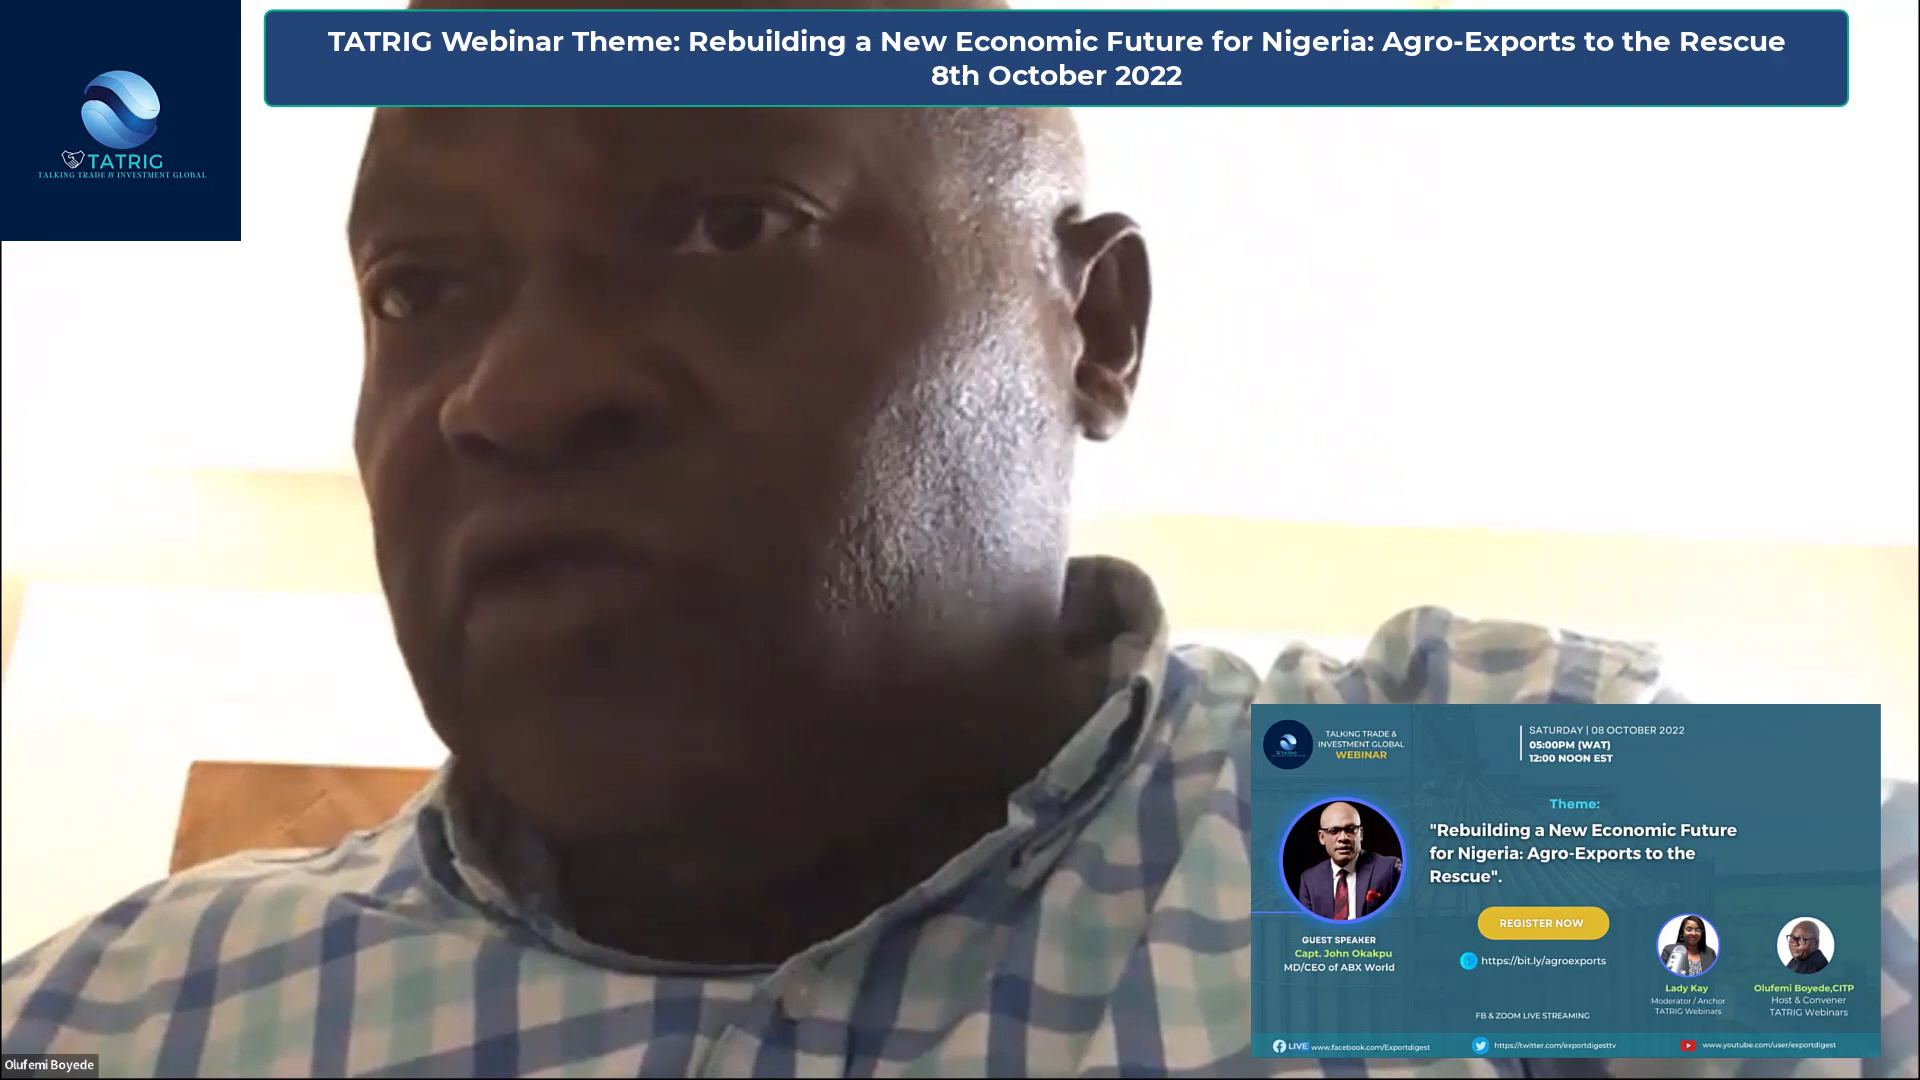 TATRIG Webinar Theme: Rebuilding a New Economic Future for Nigeria: Agro-Exports to the Rescue
8th October 2022
TATRIG
TALKING TRADE & INVESTMENT GLOBAL
TALKING TRADE &
INVESTMENT GLOBAL
WEBINAR
SATURDAY | 08 OCTOBER 2022
05:00PM (WAT)
12:00 NOON EST
Theme:
"Rebuilding a New Economic Future
for Nigeria: Agro-Exports to the
Rescue".
REGISTER NOW
https://bit.ly/agroexports
GUEST SPEAKER
Capt. John Okakpu
MD/CEO of ABX World
Lady Kay
Moderator / Anchor
TATRIG Webinars
Olufemi Boyede,CITP
Host & Convener
TATRIG Webinars
FB & ZOOM LIVE STREAMING
LIVE www.facebook.com/Exportdigest
https://twitter.com/exportdigesttv
www.youtube.com/user/exportdigest
Olufemi Boyede